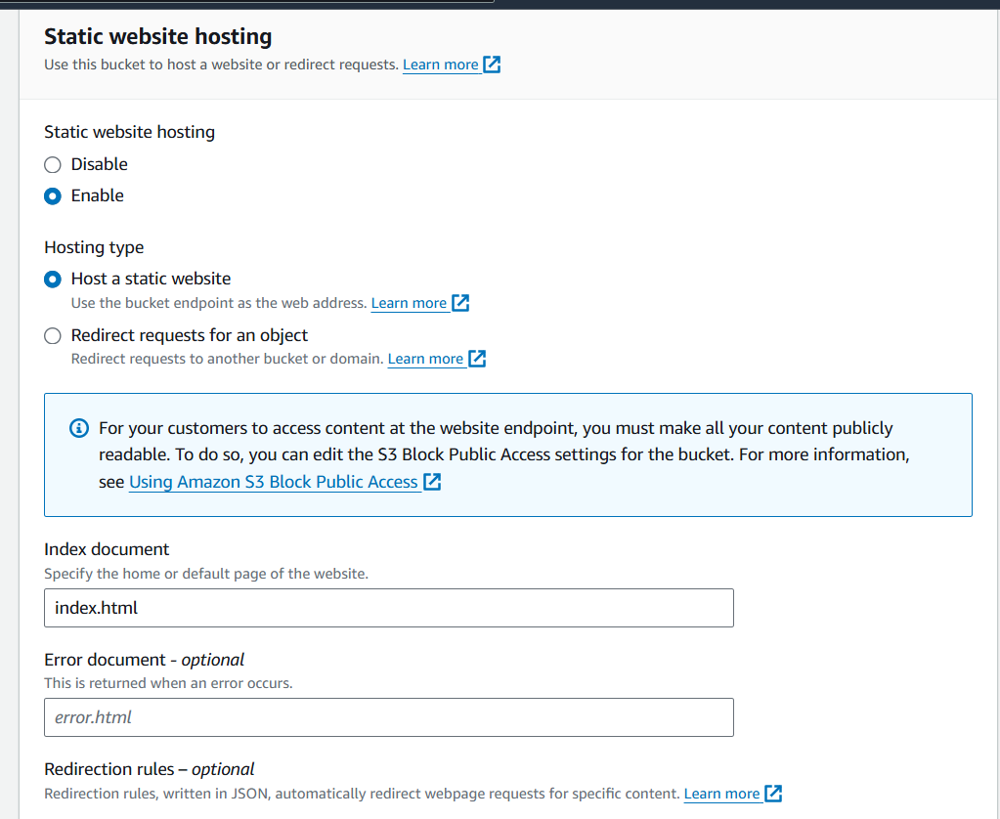 Static website hosting
Use this bucket to host a website or redirect requests. Learn more
Static website hosting
Disable
Enable
Hosting type
Host a static website
Use the bucket endpoint as the web address. Learn more
Redirect requests for an object
Redirect requests to another bucket or domain. Learn more
For your customers to access content at the website endpoint, you must make all your content publicly
readable. To do so, you can edit the S3 Block Public Access settings for the bucket. For more information,
see Using Amazon S3 Block Public Access
Index document
Specify the home or default page of the website.
index.html
Error document - optional
This is returned when an error occurs.
error.html
Redirection rules – optional
Redirection rules, written in JSON, automatically redirect webpage requests for specific content. Learn more